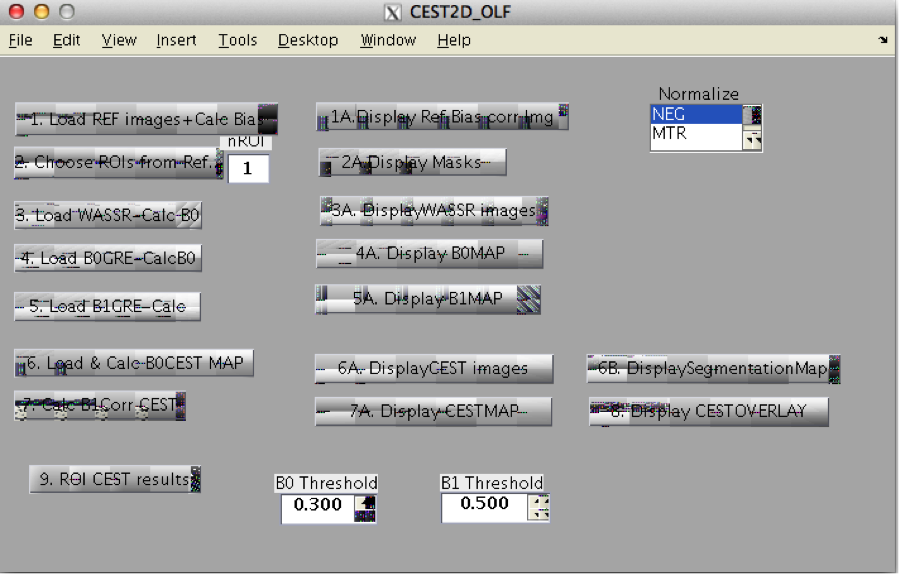 CEST2D_OLF
File Edit View Insert Tools Desktop Window Help
1. Load REF images+Calc Bias
1A.Display Ref Bias corr Img
Normalize
NEG
MTR
nROI
2. Choose ROIs from Ref.
1
2A.Display Masks
3. Load WASSR-Calc-B0
3A. DisplayWASSR images
4. Load B0GRE-CalcB0
4A. Display B0MAP
5. Load B1GRE-Calc
5A. Display B1MAP
6. Load & Calc-B0CEST MAP
6A. DisplayCEST images
6B. DisplaySegmentationMap
7. Calc B1Corr-CEST
7A. Display CESTMAP
8. Display CESTOVERLAY
9. ROI CEST results
B0 Threshold
0.300
B1 Threshold
0.500